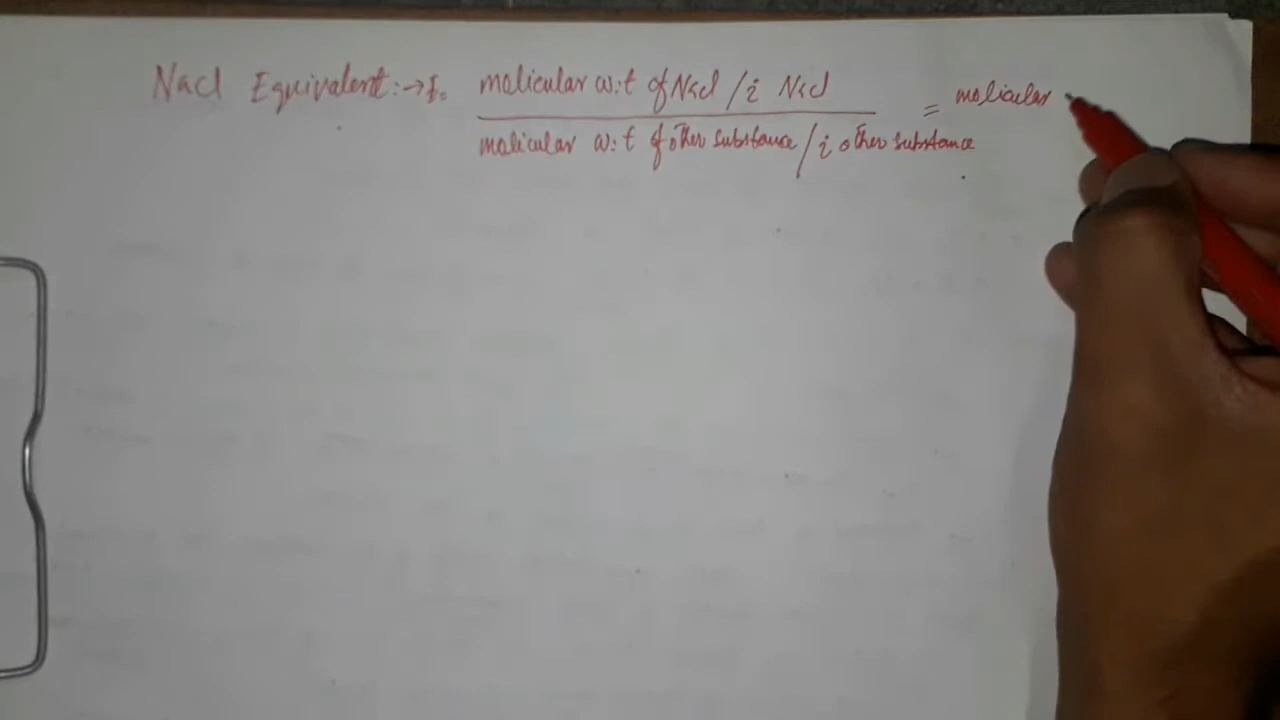 Nacl Equivalent:→ E. molicular w:t of Nacl / i Nacl = molicular
molicular w:t of other substance / i other substance